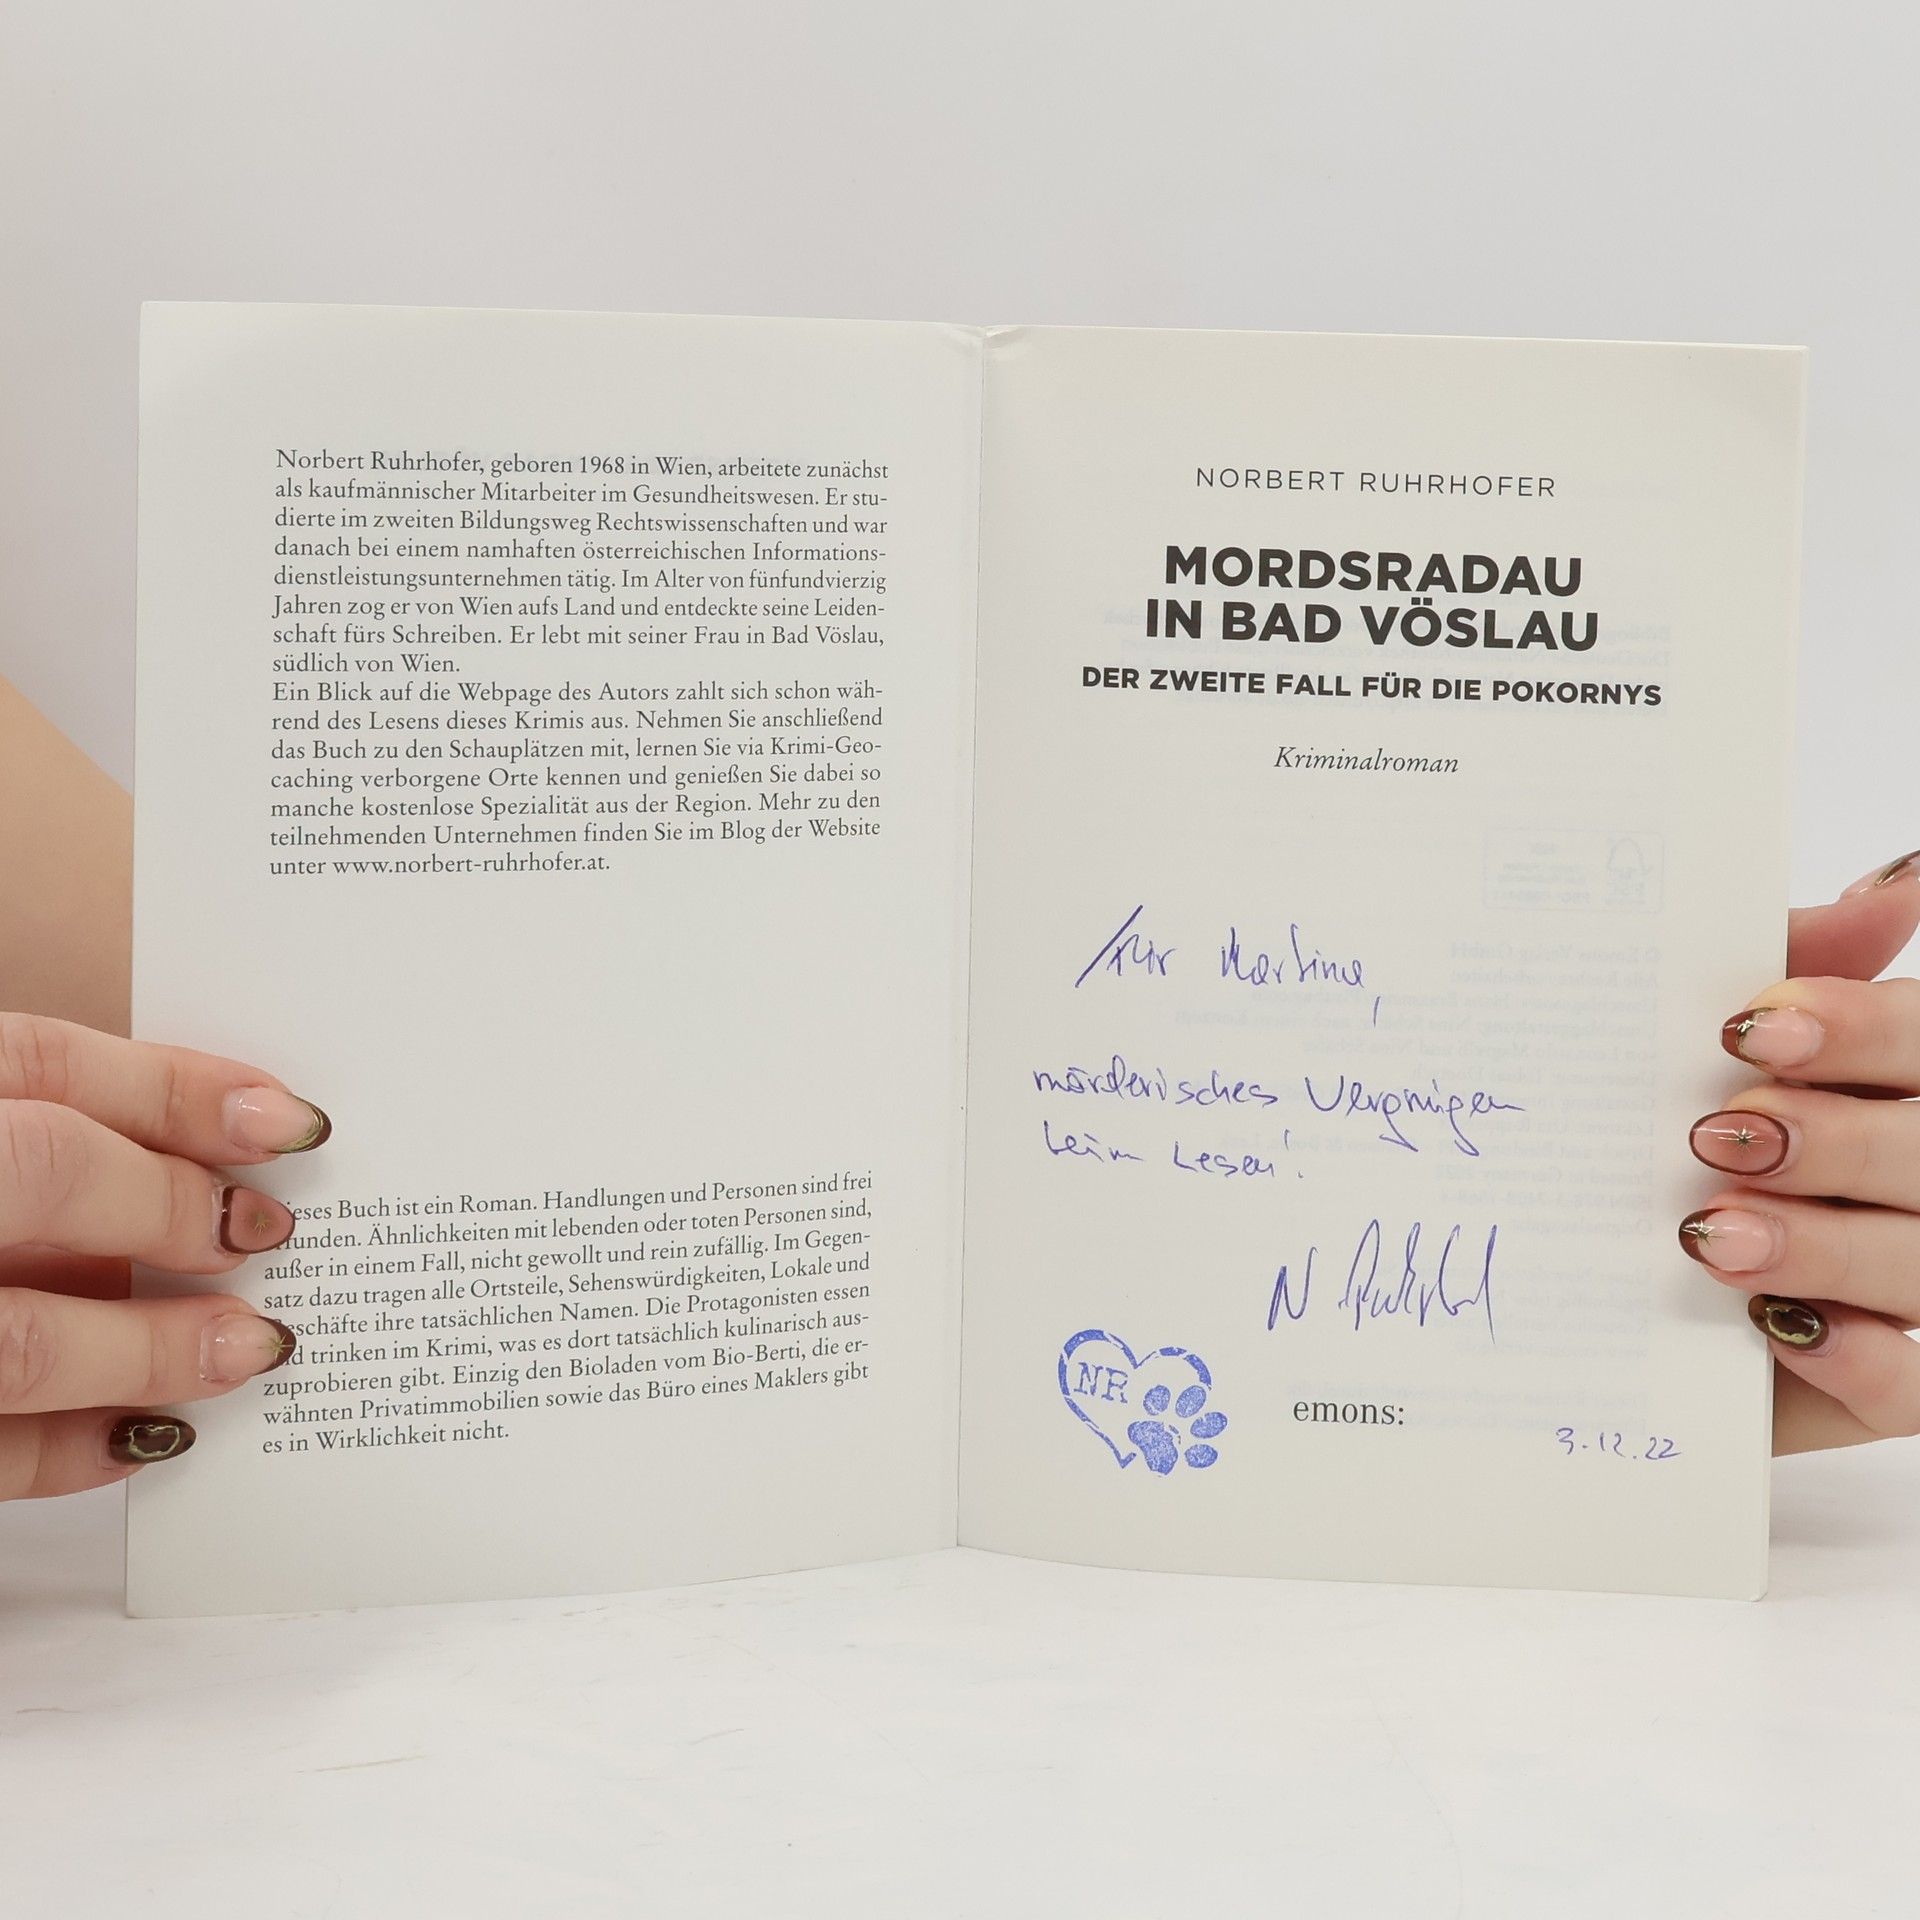 Norbert Ruhrhofer, geboren 1968 in Wien, arbeitete zunächst
als kaufmännischer Mitarbeiter im Gesundheitswesen. Er stu-
dierte im zweiten Bildungsweg Rechtswissenschaften und war
danach bei einem namhaften österreichischen Informations-
dienstleistungsunternehmen tätig. Im Alter von fünfundvierzig
Jahren zog er von Wien aufs Land und entdeckte seine Leiden-
schaft fürs Schreiben. Er lebt mit seiner Frau in Bad Vöslau,
südlich von Wien.
Ein Blick auf die Webpage des Autors zahlt sich schon wäh-
rend des Lesens dieses Krimis aus. Nehmen Sie anschließend
das Buch zu den Schauplätzen mit, lernen Sie via Krimi-Geo-
caching verborgene Orte kennen und genießen Sie dabei so
manche kostenlose Spezialität aus der Region. Mehr zu den
teilnehmenden Unternehmen finden Sie im Blog der Website
unter www.norbert-ruhrhofer.at.
ieses Buch ist ein Roman. Handlungen und Personen sind frei
funden. Ähnlichkeiten mit lebenden oder toten Personen sind,
außer in einem Fall, nicht gewollt und rein zufällig. Im Gegen-
satz dazu tragen alle Ortsteile, Sehenswürdigkeiten, Lokale und
eschäfte ihre tatsächlichen Namen. Die Protagonisten essen
d trinken im Krimi, was es dort tatsächlich kulinarisch aus-
zuprobieren gibt. Einzig den Bioladen vom Bio-Berti, die er-
wähnten Privatimmobilien sowie das Büro eines Maklers gibt
es in Wirklichkeit nicht.
NORBERT RUHRHOFER
MORDSRADAU
IN BAD VÖSLAU
DER ZWEITE FALL FÜR DIE POKORNYS
Kriminalroman
Für Martina,
mörderisches Vergnügen
beim Lesen!
NR
emons:
3.12.22